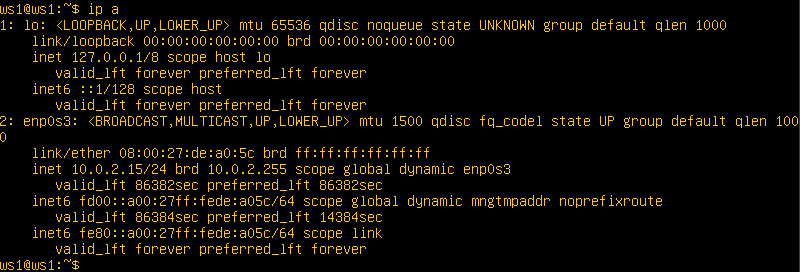 ws1@ws1:~$ ip a
1: lo: <LOOPBACK,UP,LOWER_UP> mtu 65536 qdisc noqueue state UNKNOWN group default qlen 1000
    link/loopback 00:00:00:00:00:00 brd 00:00:00:00:00:00
    inet 127.0.0.1/8 scope host lo
       valid_lft forever preferred_lft forever
    inet6 ::1/128 scope host
       valid_lft forever preferred_lft forever
2: enp0s3: <BROADCAST,MULTICAST,UP,LOWER_UP> mtu 1500 qdisc fq_codel state UP group default qlen 100
0
    link/ether 08:00:27:de:a0:5c brd ff:ff:ff:ff:ff:ff
    inet 10.0.2.15/24 brd 10.0.2.255 scope global dynamic enp0s3
       valid_lft 86382sec preferred_lft 86382sec
    inet6 fd00::a00:27ff:fede:a05c/64 scope global dynamic mngtmpaddr noprefixroute
       valid_lft 86384sec preferred_lft 14384sec
    inet6 fe80::a00:27ff:fede:a05c/64 scope link
       valid_lft forever preferred_lft forever
ws1@ws1:~$